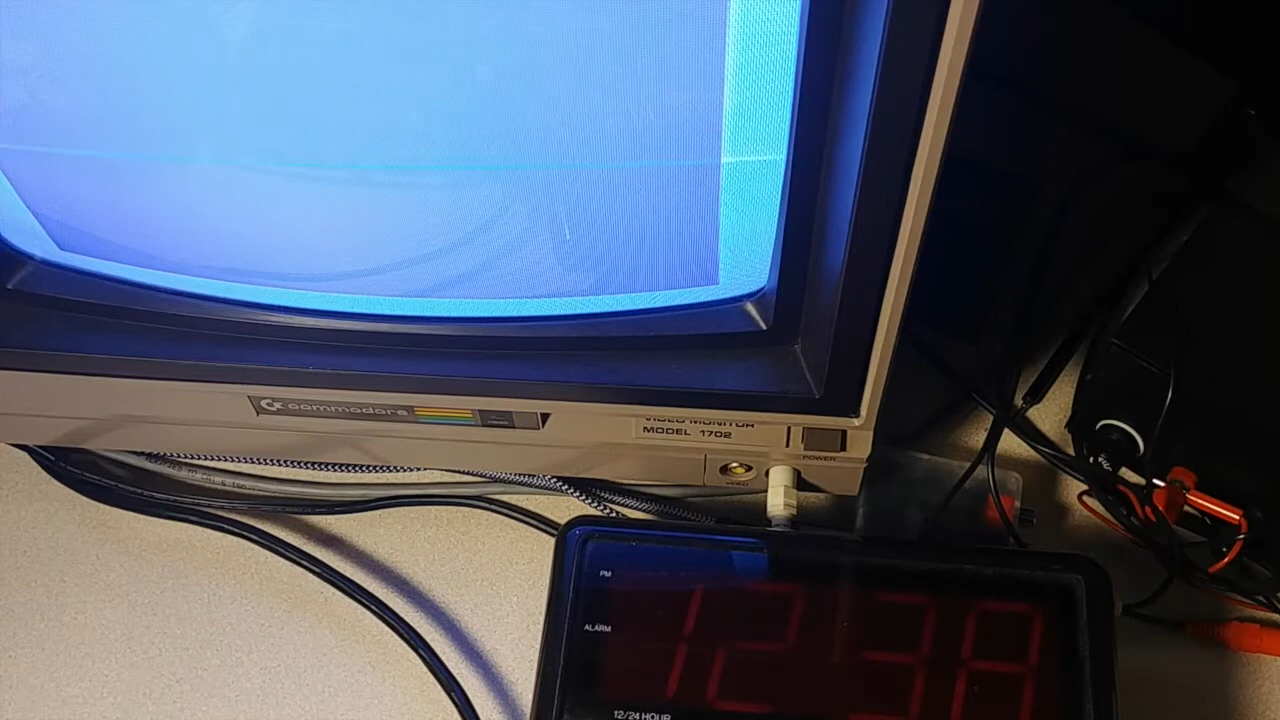 commodore
VIDEO MONITOR
MODEL 1702
POWER
VIDEO
PM
ALARM
12:38
12/24 HOUR